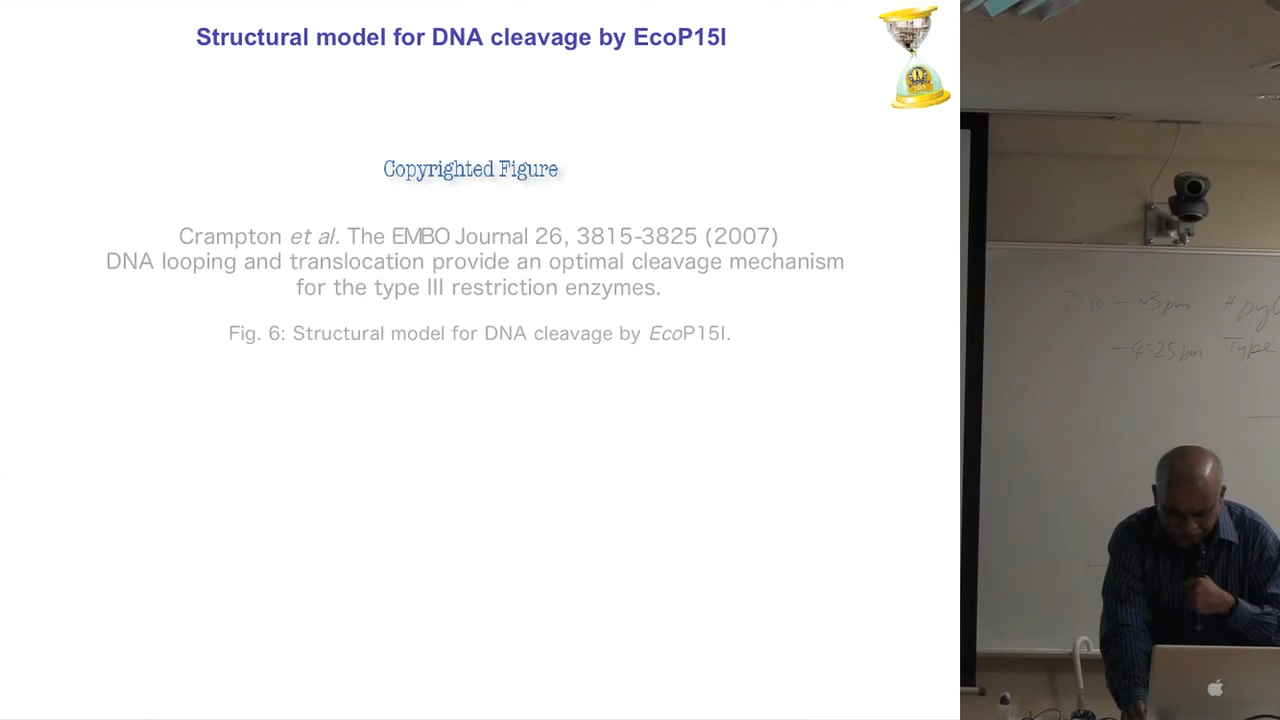 Structural model for DNA cleavage by EcoP15I
Copyrighted Figure
Crampton et al. The EMBO Journal 26, 3815-3825 (2007)
DNA looping and translocation provide an optimal cleavage mechanism
for the type III restriction enzymes.
Fig. 6: Structural model for DNA cleavage by EcoP15I.
Type